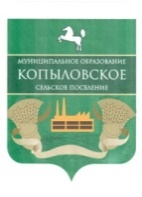 МУНИЦИПАЛЬНОЕ ОБРАЗОВАНИЕ
КОПЫЛОВСКОЕ
СЕЛЬСКОЕ ПОСЕЛЕНИЕ